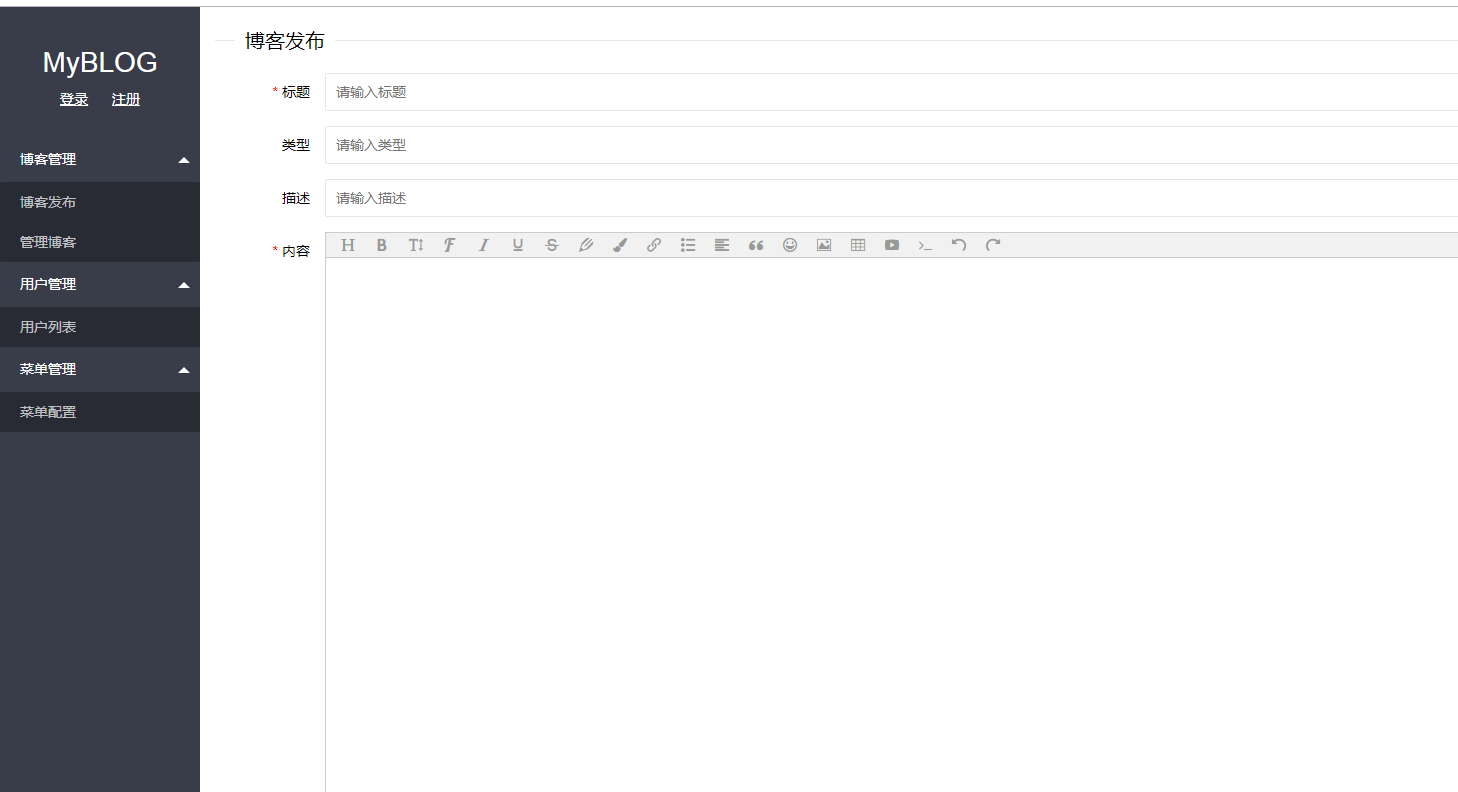 MyBLOG
登录 注册
博客管理
博客发布
管理博客
用户管理
用户列表
菜单管理
菜单配置
博客发布
* 标题 请输入标题
类型 请输入类型
描述 请输入描述
* 内容